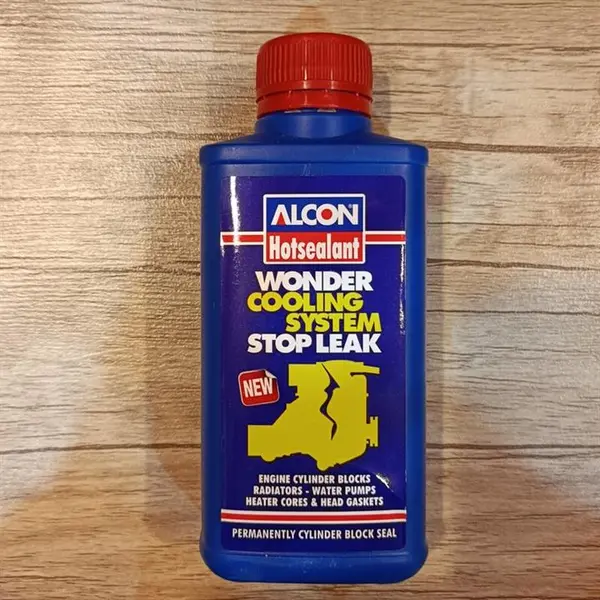 ALCON
Hotsealant
WONDER
COOLING
SYSTEM
STOP LEAK
NEW
ENGINE CYLINDER BLOCKS
RADIATORS - WATER PUMPS
HEATER CORES & HEAD GASKETS
PERMANENTLY CYLINDER BLOCK SEAL